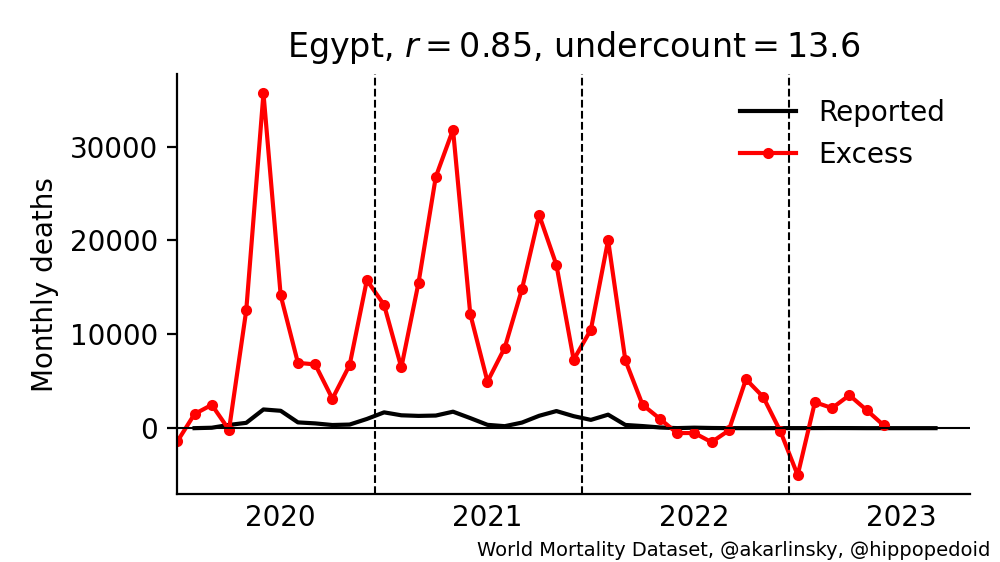 Egypt, r = 0.85, undercount = 13.6
Reported
Excess
Monthly deaths
30000
20000
10000
0
2020 2021 2022 2023
World Mortality Dataset, @akarlinsky, @hippopedoid